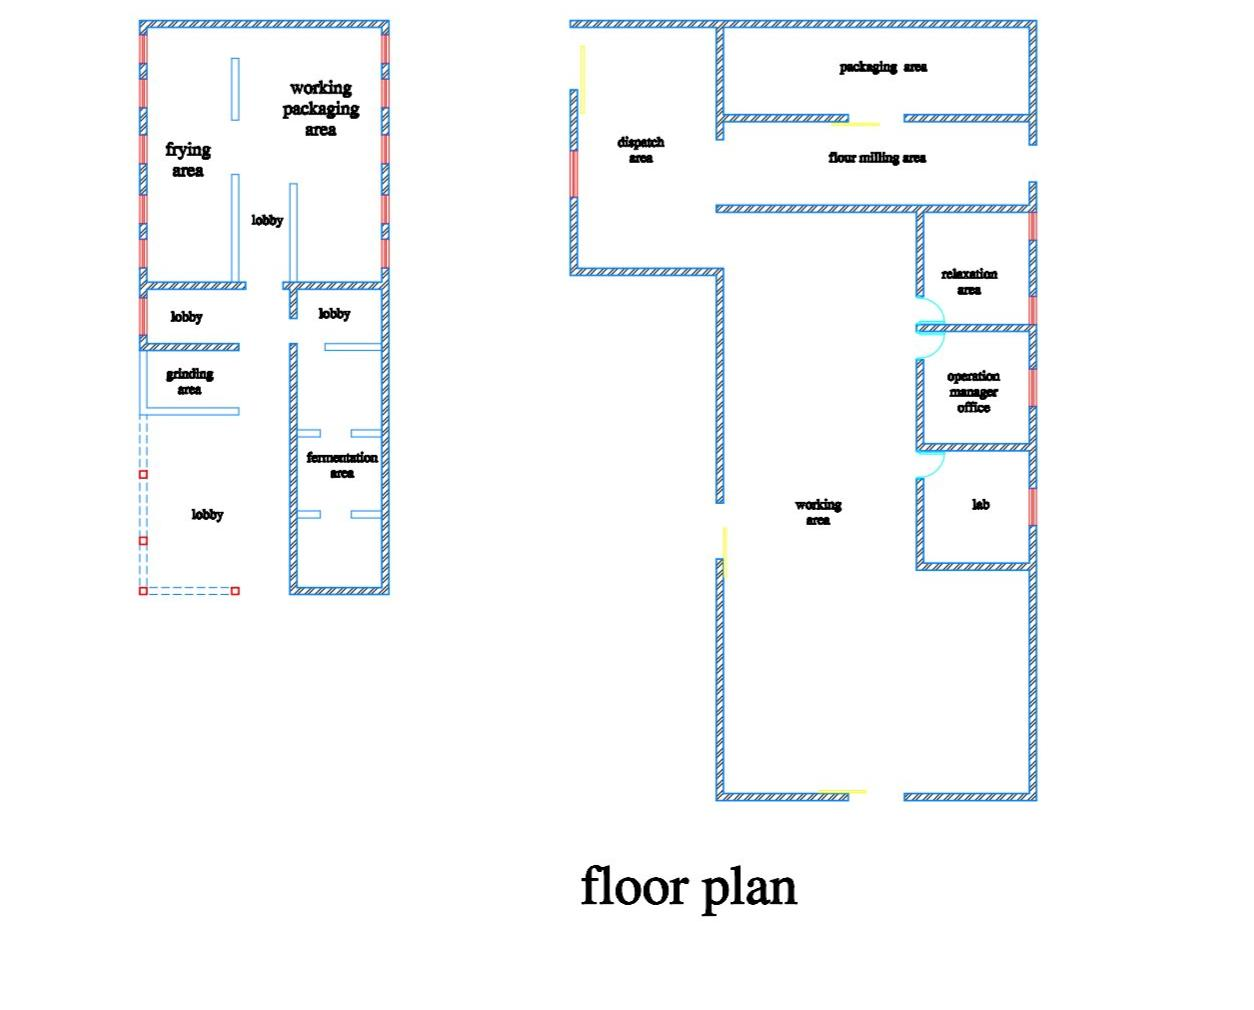 working
packaging
area
frying
area
lobby
lobby
lobby
grinding
area
fermentation
area
lobby
packaging area
dispatch
area
flour milling area
relaxation
area
operation
manager
office
working
area
lab
floor plan